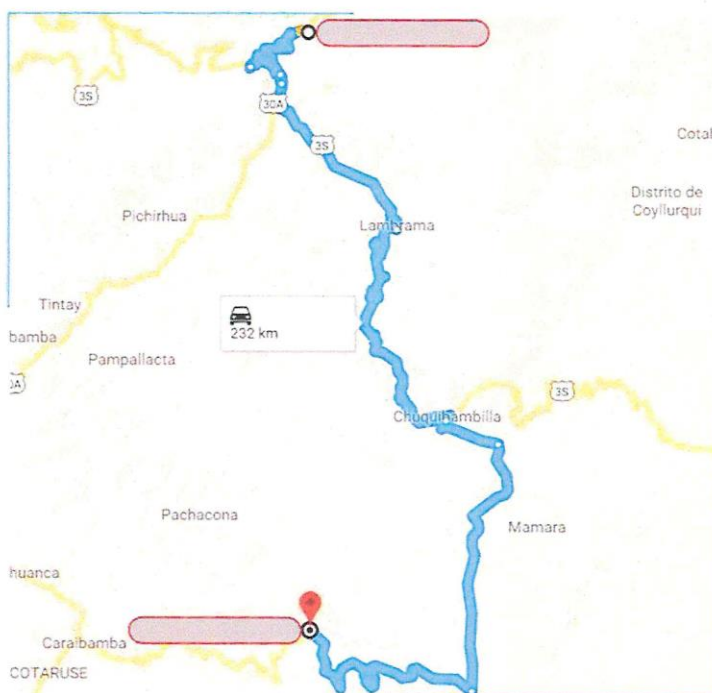 3S
30A
3S
Cotal
Distrito de
Coyllurqui
Pichirhua
Lambrama
Tintay
bamba
232 km
Pampallacta
0A
3S
Chuquibambilla
Pachacona
Mamara
huanca
Caraibamba
COTARUSE